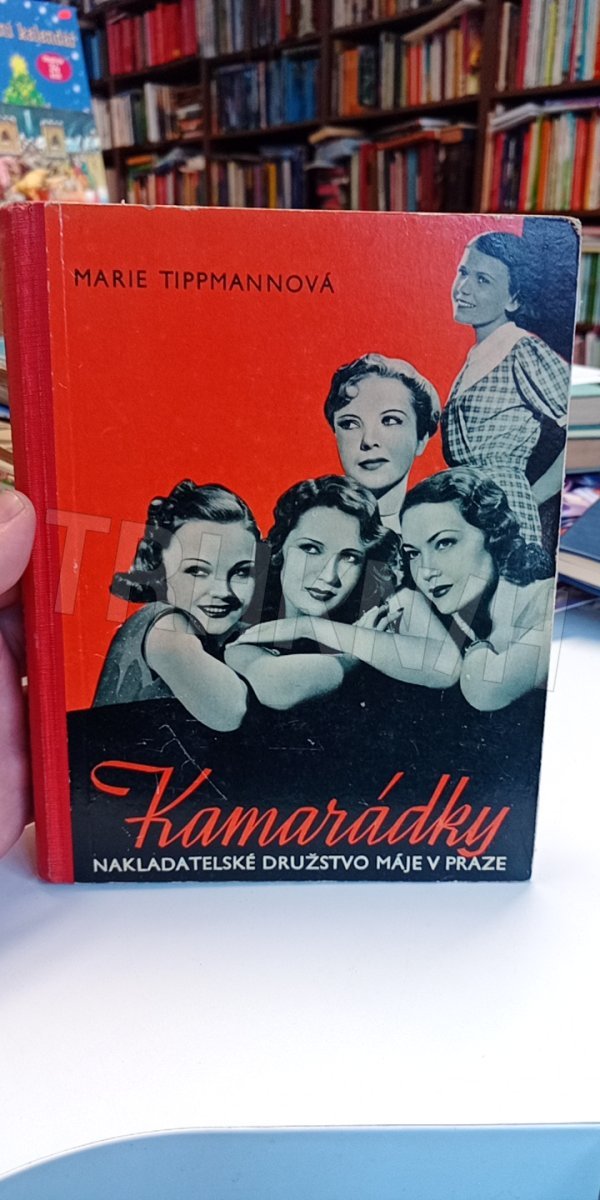 MARIE TIPPMANNOVÁ
Kamarádky
NAKLADATELSKÉ DRUŽSTVO MÁJE V PRAZE